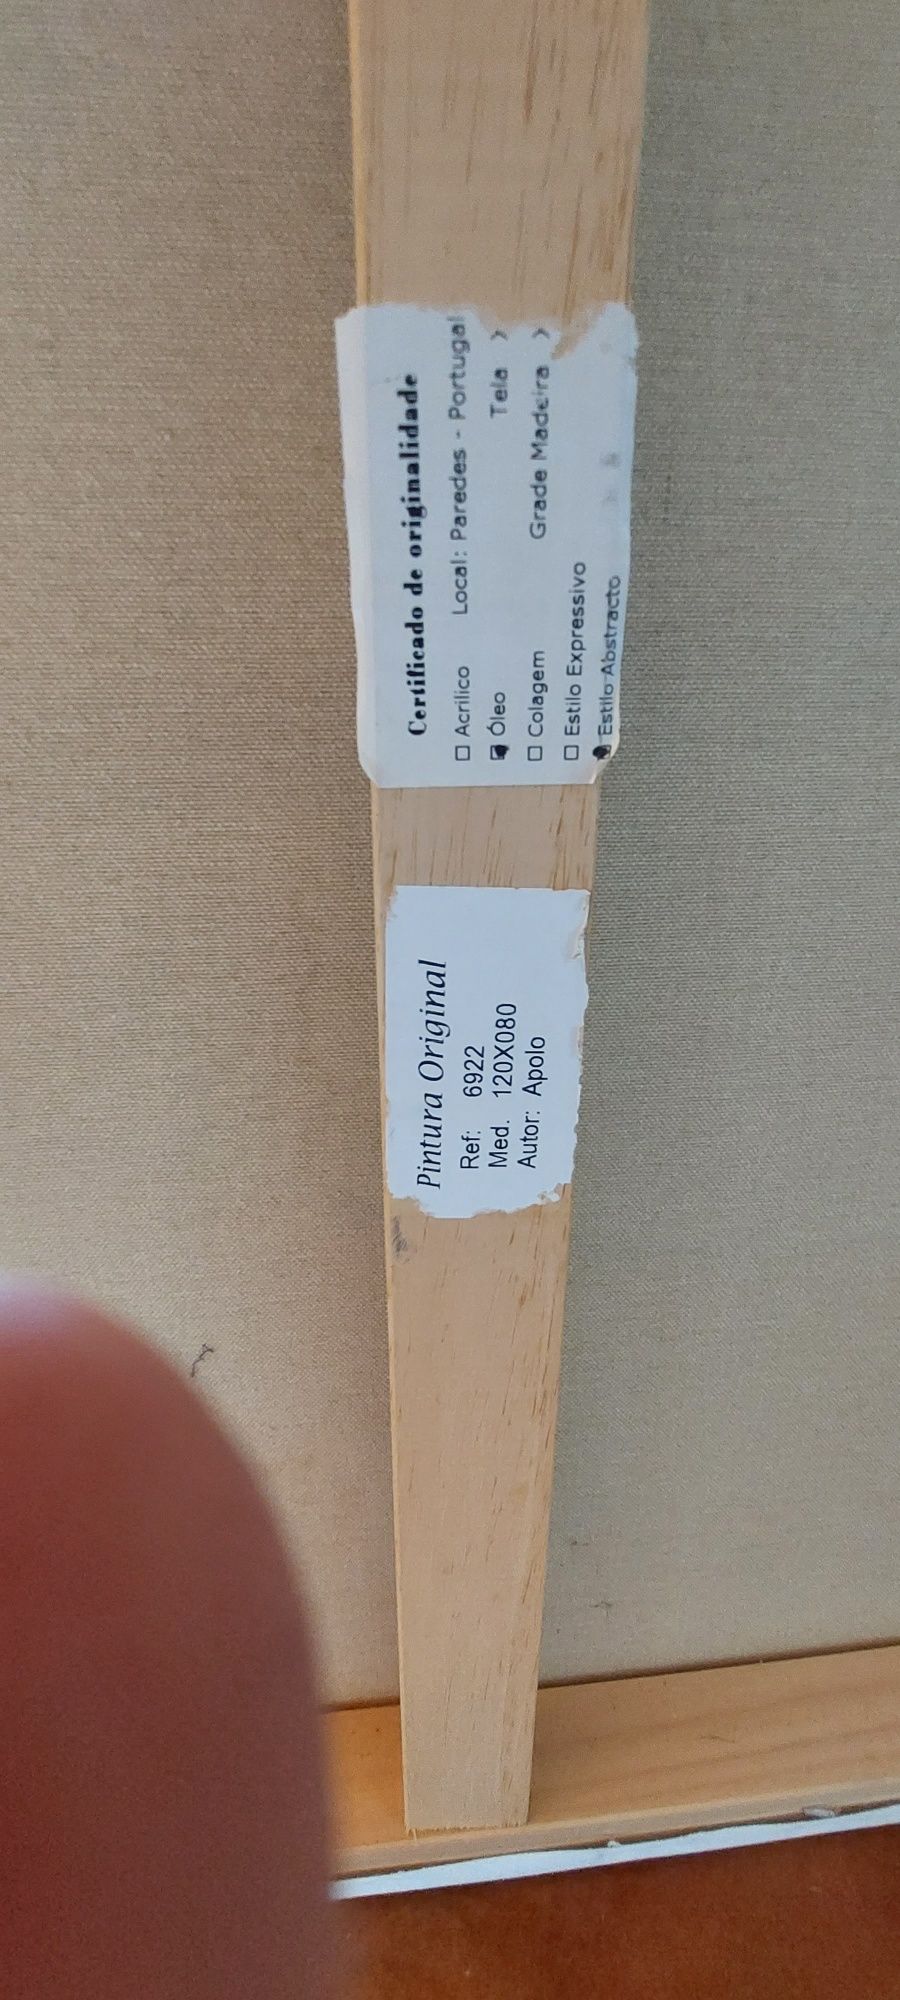 Certificado de originalidade
Acrilico Local: Paredes - Portugal
Óleo Tela
Colagem Grade Madeira
Estilo Expressivo
Estilo Abstracto
Pintura Original
Ref: 6922
Med. 120X080
Autor: Apolo